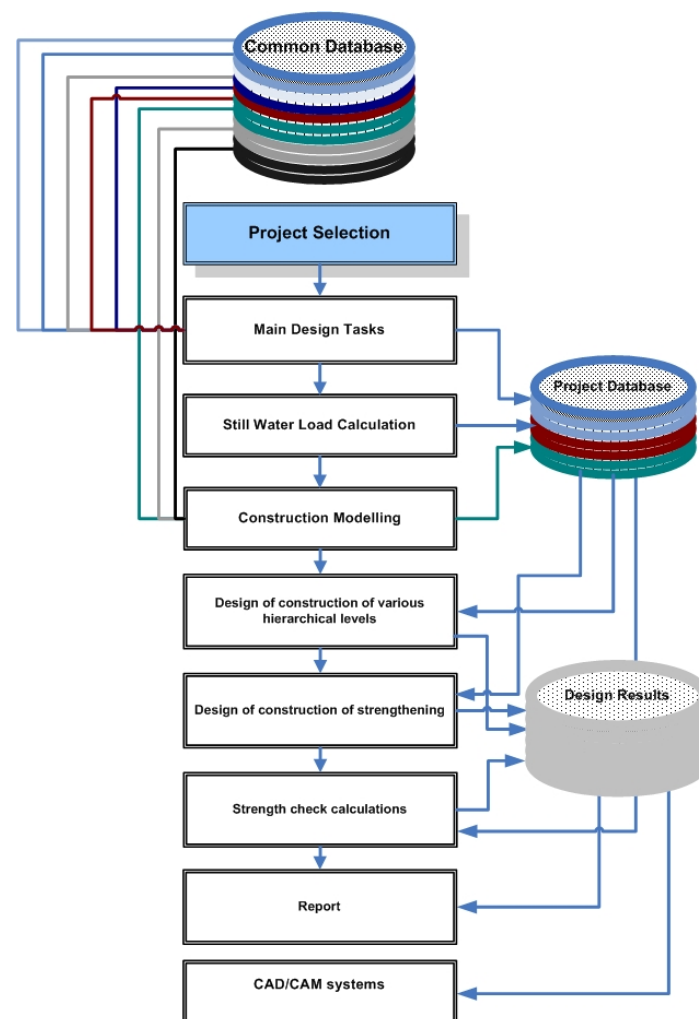 Common Database
Project Selection
Main Design Tasks
Project Database
Still Water Load Calculation
Construction Modelling
Design of construction of various
hierarchical levels
Design Results
Design of construction of strengthening
Strength check calculations
Report
CAD/CAM systems